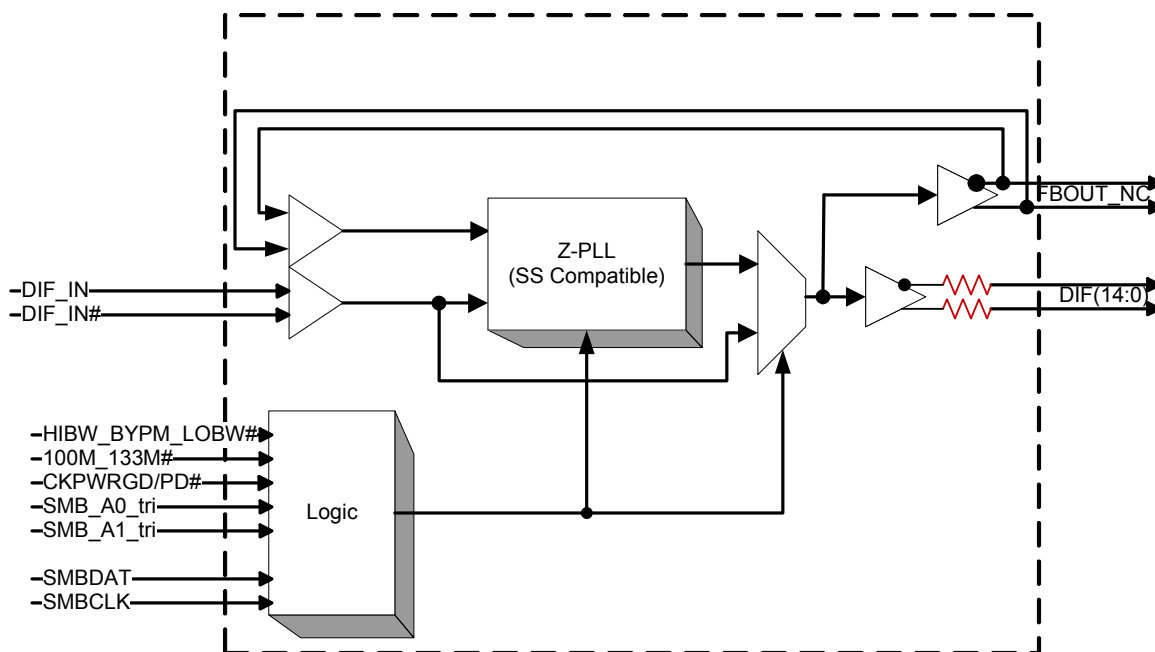 FBOUT_NC
Z-PLL
(SS Compatible)
DIF_IN
DIF_IN#
DIF(14:0)
HIBW_BYPM_LOBW#
100M_133M#
CKPWRGD/PD#
SMB_A0_tri
SMB_A1_tri
Logic
SMBDAT
SMBCLK